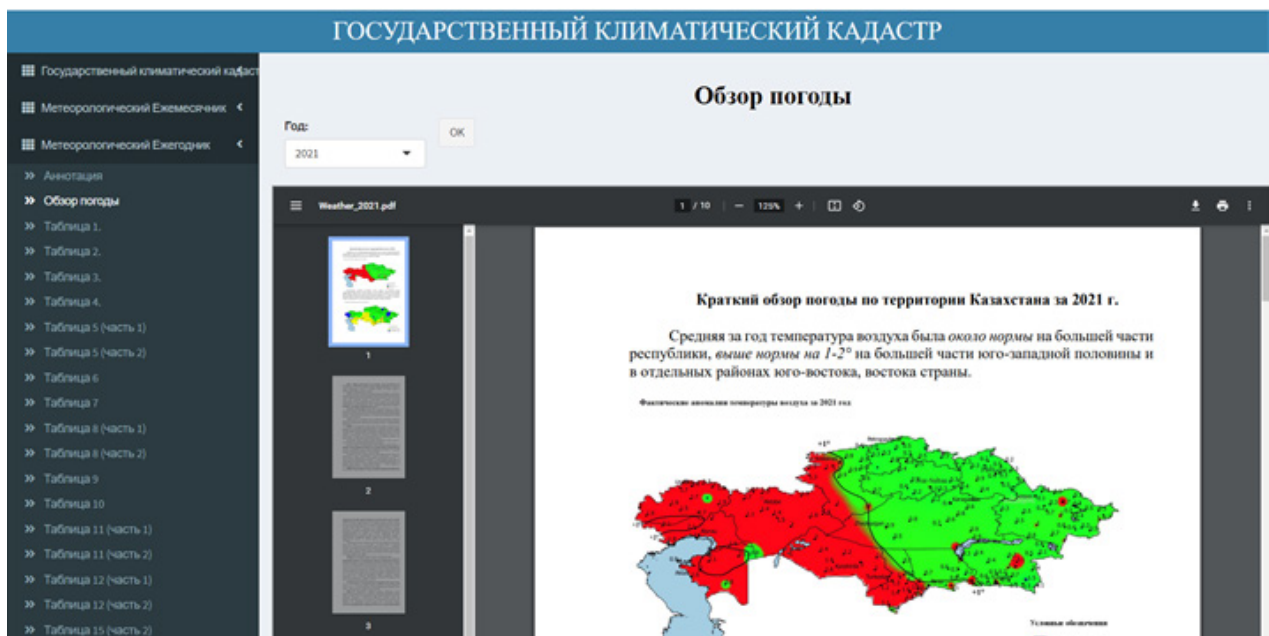 ГОСУДАРСТВЕННЫЙ КЛИМАТИЧЕСКИЙ КАДАСТР
Государственный климатический кадаст
Метеорологический Ежемесячник
Метеорологический Ежегодник
Аннотация
Обзор погоды
Таблица 1.
Таблица 2.
Таблица 3.
Таблица 4.
Таблица 5 (часть 1)
Таблица 5 (часть 2)
Таблица 6
Таблица 7
Таблица 8 (часть 1)
Таблица 8 (часть 2)
Таблица 9
Таблица 10
Таблица 11 (часть 1)
Таблица 11 (часть 2)
Таблица 12 (часть 1)
Таблица 12 (часть 2)
Таблица 15 (часть 2)
Обзор погоды
Год:
2021
OK
Weather_2021.pdf
1 / 10
125%
1
2
3
Краткий обзор погоды по территории Казахстана за 2021 г.
Средняя за год температура воздуха была около нормы на большей части
республики, выше нормы на 1-2° на большей части юго-западной половины и
в отдельных районах юго-востока, востока страны.
Фактические аномалии температуры воздуха за 2021 год
Условные обозначения